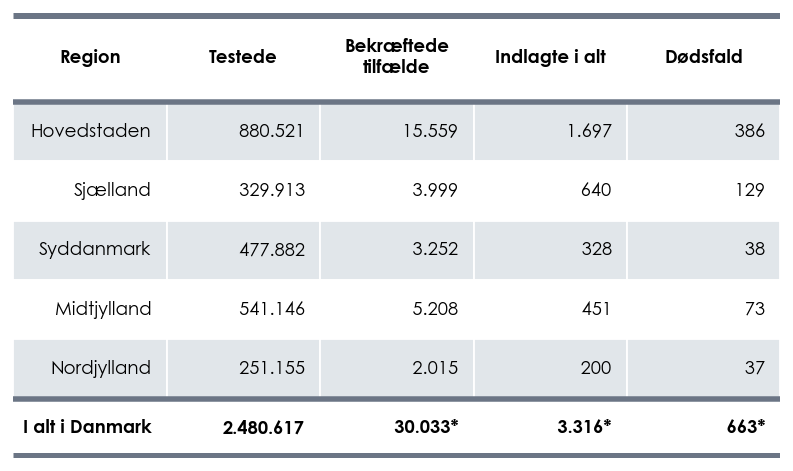 Region Testede Bekræftede tilfælde Indlagte i alt Dødsfald
Hovedstaden 880.521 15.559 1.697 386
Sjælland 329.913 3.999 640 129
Syddanmark 477.882 3.252 328 38
Midtjylland 541.146 5.208 451 73
Nordjylland 251.155 2.015 200 37
I alt i Danmark 2.480.617 30.033* 3.316* 663*